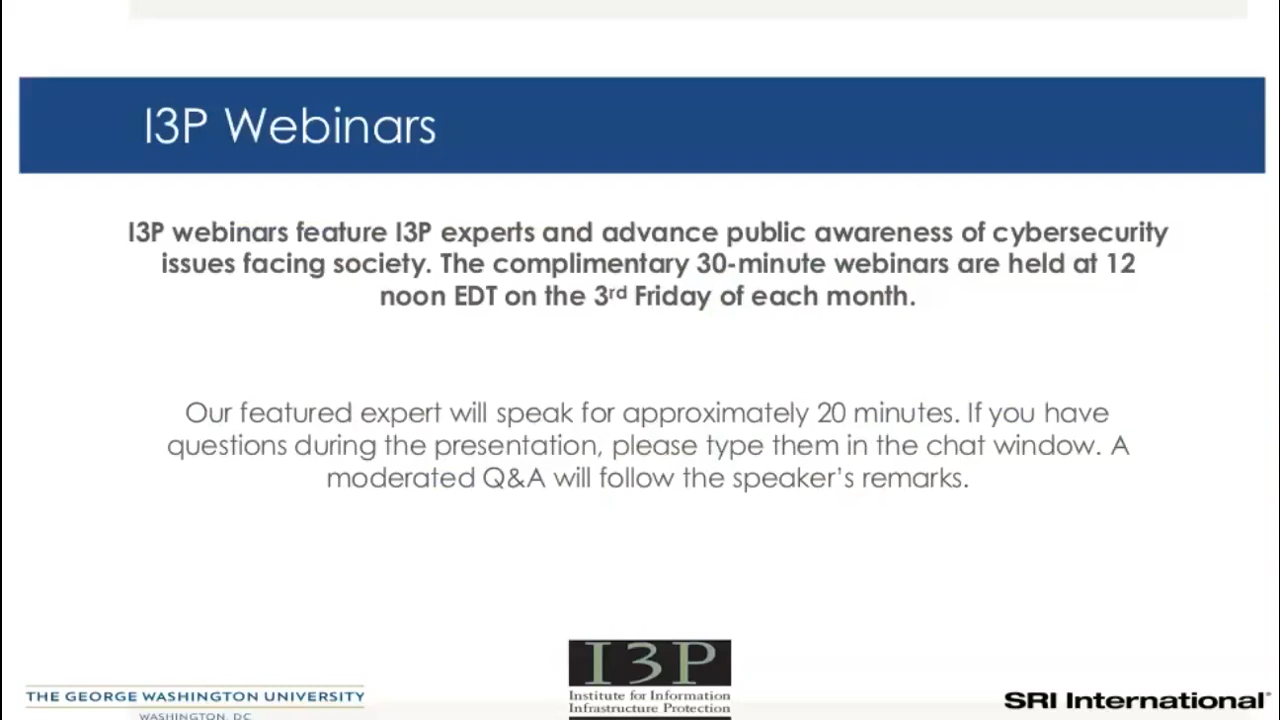 I3P Webinars
I3P webinars feature I3P experts and advance public awareness of cybersecurity
issues facing society. The complimentary 30-minute webinars are held at 12
noon EDT on the 3rd Friday of each month.
Our featured expert will speak for approximately 20 minutes. If you have
questions during the presentation, please type them in the chat window. A
moderated Q&A will follow the speaker's remarks.
I3P
Institute for Information
Infrastructure Protection
THE GEORGE WASHINGTON UNIVERSITY
WASHINGTON, DC
SRI International